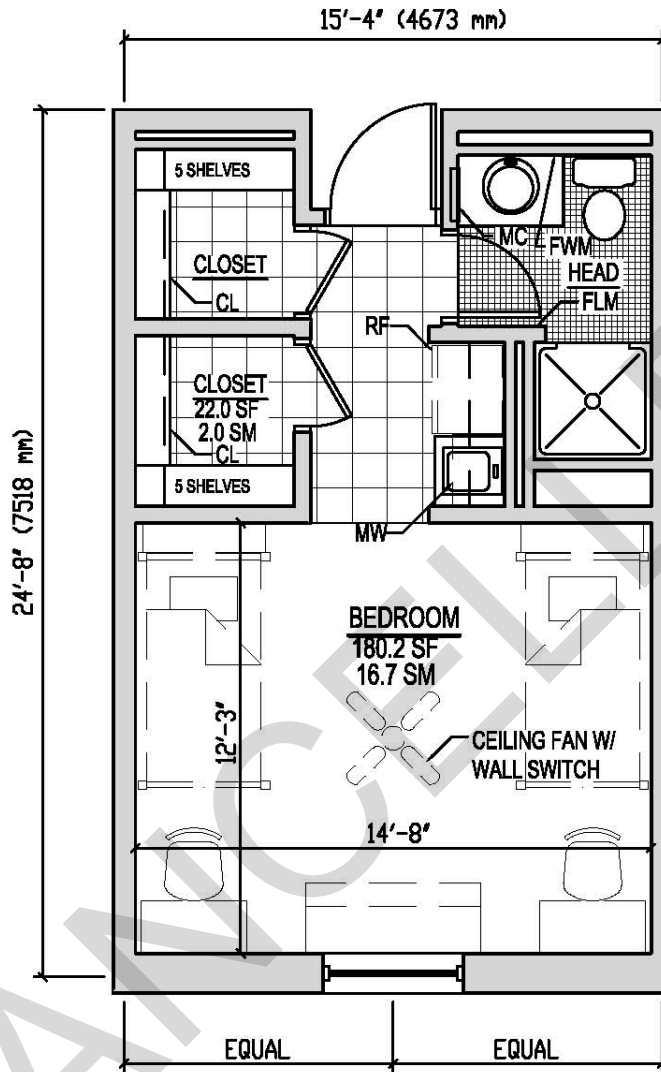 15'-4" (4673 mm)
5 SHELVES
MC
FWM
CLOSET
HEAD
CL
FLM
RF
CLOSET
22.0 SF
2.0 SM
CL
24'-8" (7518 mm)
5 SHELVES
MW
BEDROOM
180.2 SF
16.7 SM
12'-3"
CEILING FAN W/
WALL SWITCH
14'-8"
EQUAL
EQUAL
ANCELL